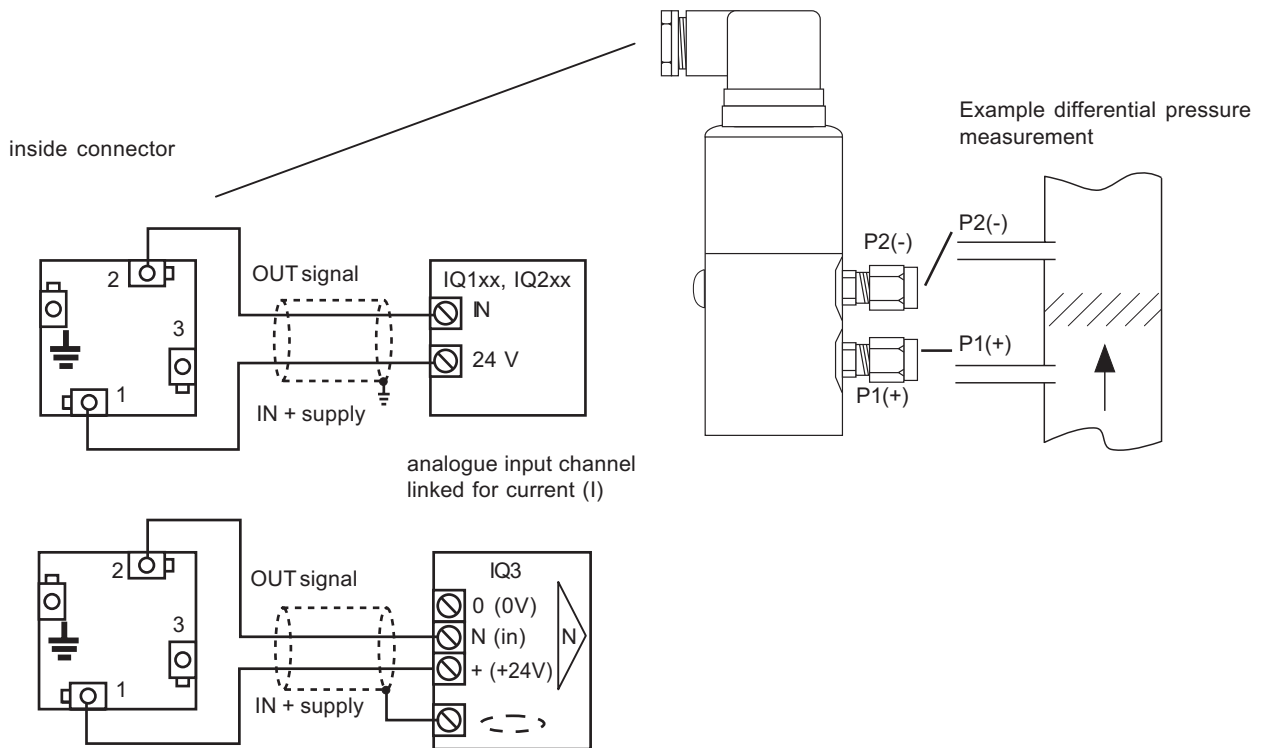 inside connector
2
3
1
OUT signal
IN + supply
IQ1xx, IQ2xx
IN
24 V
analogue input channel
linked for current (I)
2
3
1
OUT signal
IN + supply
IQ3
0 (0V)
N (in)
+ (+24V)
N
Example differential pressure
measurement
P2(-)
P2(-)
P1(+)
P1(+)